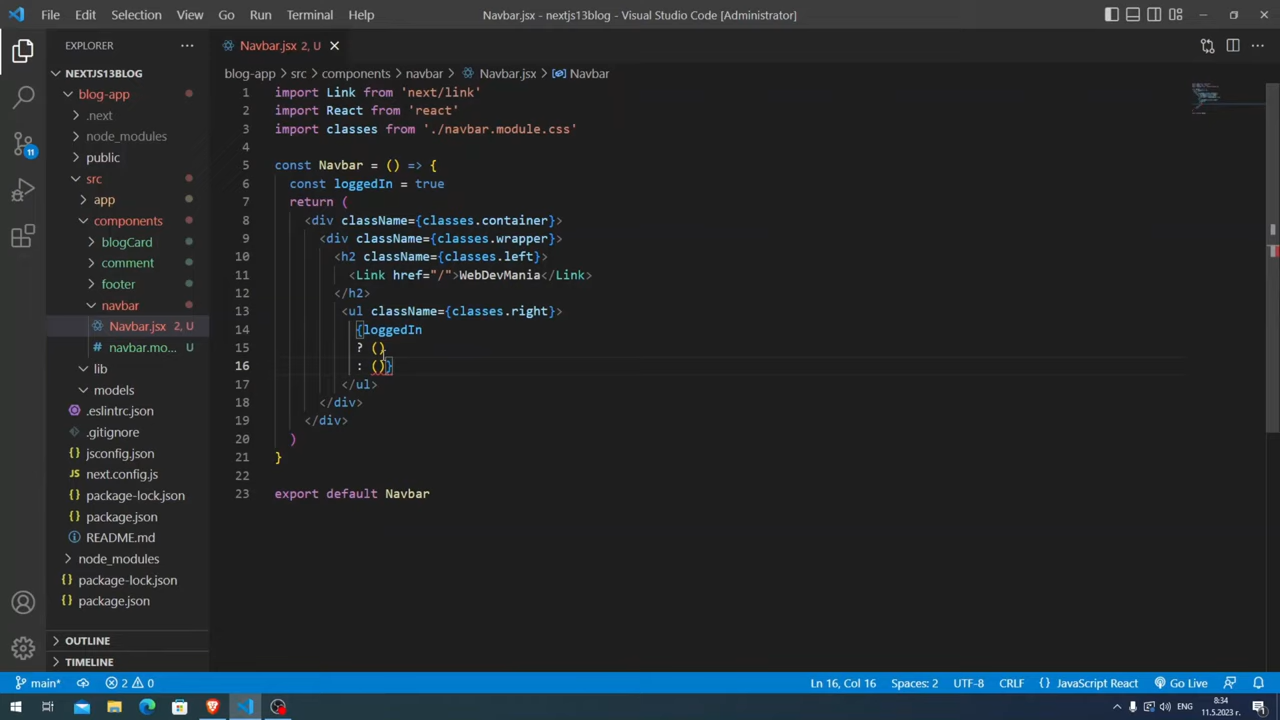 File Edit Selection View Go Run Terminal Help
Navbar.jsx - nextjs13blog - Visual Studio Code [Administrator]
EXPLORER
Navbar.jsx 2, U
NEXTJS13BLOG
blog-app > src > components > navbar > Navbar.jsx > Navbar
blog-app
.next
node_modules
public
src
app
components
blogCard
comment
footer
navbar
Navbar.jsx 2, U
navbar.mo... U
lib
models
.eslintrc.json
.gitignore
jsconfig.json
next.config.js
package-lock.json
package.json
README.md
node_modules
package-lock.json
package.json
OUTLINE
TIMELINE
11
1 import Link from 'next/link'
2 import React from 'react'
3 import classes from './navbar.module.css'
4
5 const Navbar = () => {
6 const loggedIn = true
7 return (
8 <div className={classes.container}>
9 <div className={classes.wrapper}>
10 <h2 className={classes.left}>
11 <Link href="/">WebDevMania</Link>
12 </h2>
13 <ul className={classes.right}>
14 {loggedIn
15 ? ()
16 : ()}
17 </ul>
18 </div>
19 </div>
20 )
21 }
22
23 export default Navbar
main* 2 0 Ln 16, Col 16 Spaces: 2 UTF-8 CRLF {} JavaScript React Go Live
ENG 8:34
11.5.2023 г.